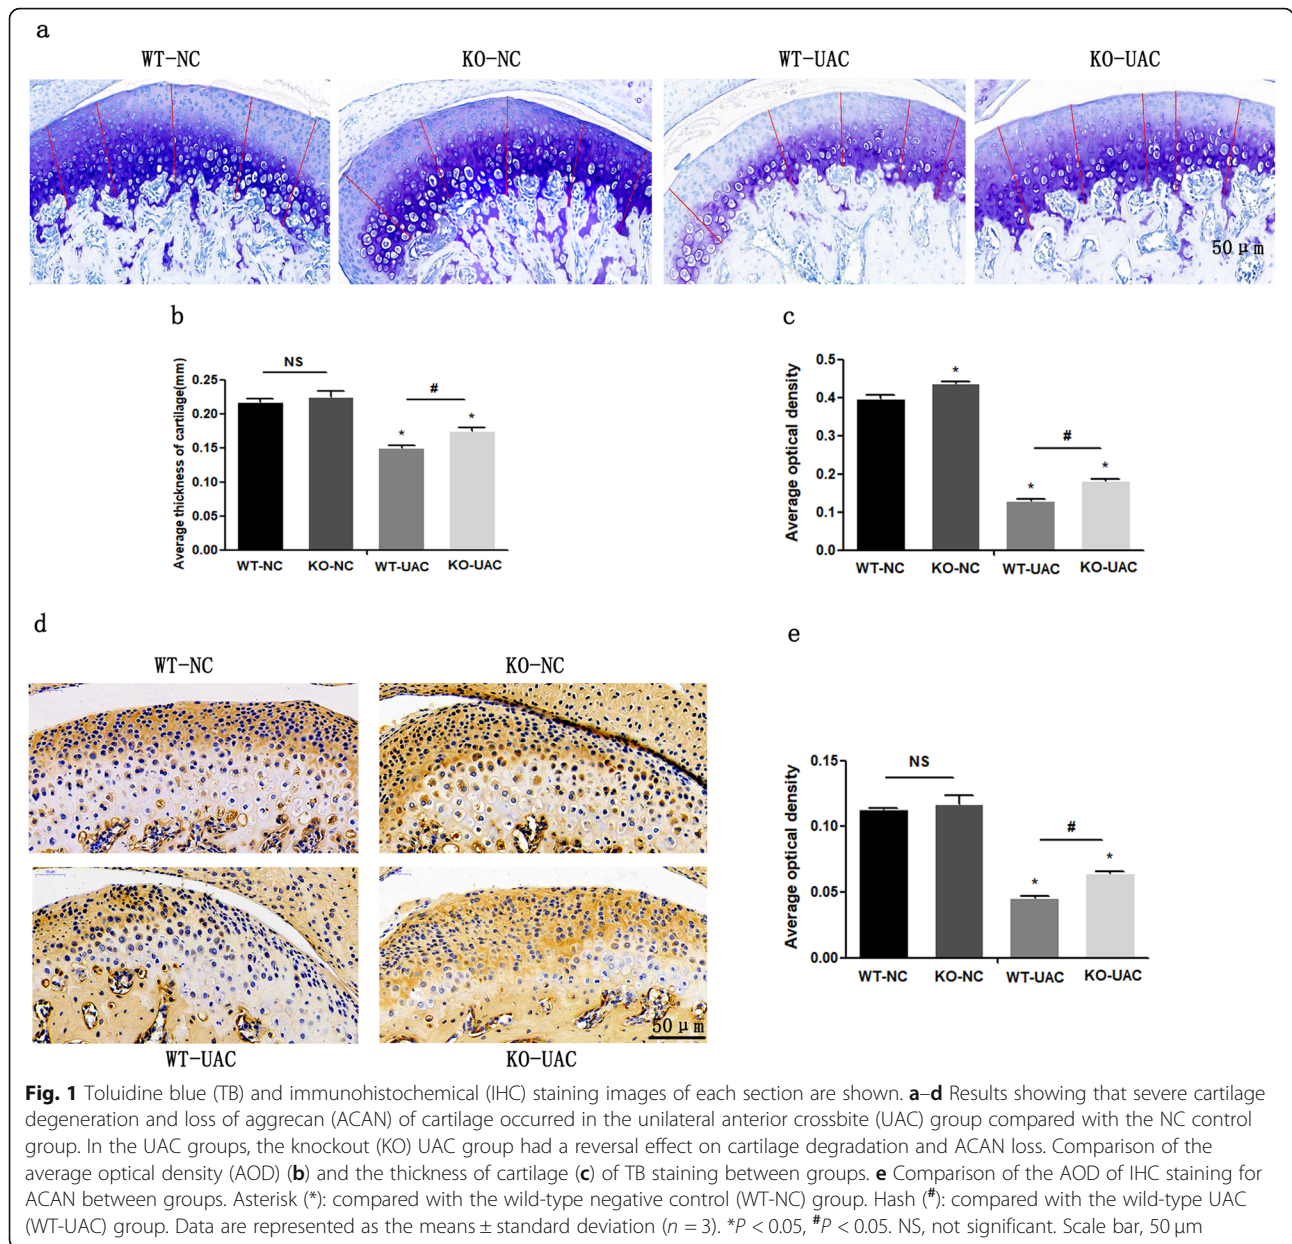 a
WT-NC KO-NC WT-UAC KO-UAC
50 μm
b
Average thickness of cartilage(mm)
0.25
0.20
0.15
0.10
0.05
0.00
NS
#
*
*
WT-NC KO-NC WT-UAC KO-UAC
c
Average optical density
0.5
0.4
0.3
0.2
0.1
0.0
*
#
*
*
WT-NC KO-NC WT-UAC KO-UAC
d
WT-NC KO-NC
50 μm
WT-UAC KO-UAC
e
Average optical density
0.15
0.10
0.05
0.00
NS
#
*
*
WT-NC KO-NC WT-UAC KO-UAC
Fig. 1 Toluidine blue (TB) and immunohistochemical (IHC) staining images of each section are shown. a–d Results showing that severe cartilage
degeneration and loss of aggrecan (ACAN) of cartilage occurred in the unilateral anterior crossbite (UAC) group compared with the NC control
group. In the UAC groups, the knockout (KO) UAC group had a reversal effect on cartilage degradation and ACAN loss. Comparison of the
average optical density (AOD) (b) and the thickness of cartilage (c) of TB staining between groups. e Comparison of the AOD of IHC staining for
ACAN between groups. Asterisk (*): compared with the wild-type negative control (WT-NC) group. Hash (#): compared with the wild-type UAC
(WT-UAC) group. Data are represented as the means ± standard deviation (n = 3). *P < 0.05, #P < 0.05. NS, not significant. Scale bar, 50 μm